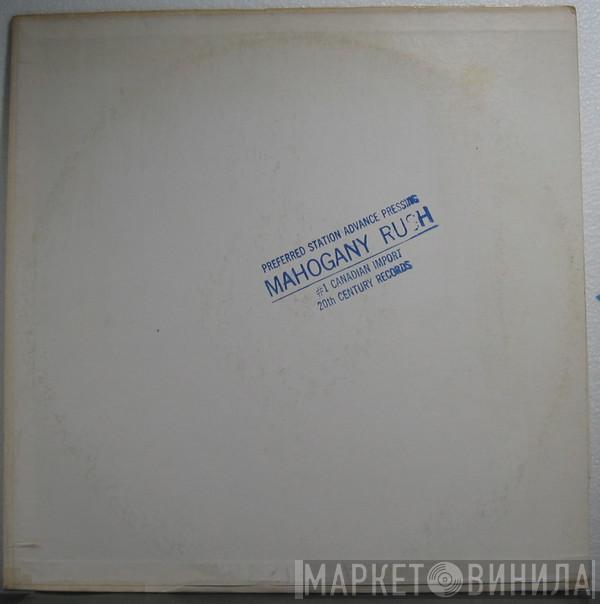 PREFERRED STATION ADVANCE PRESSING
MAHOGANY RUSH
#1 CANADIAN IMPORT
20th CENTURY RECORDS
МАРКЕТ ВИНИЛА